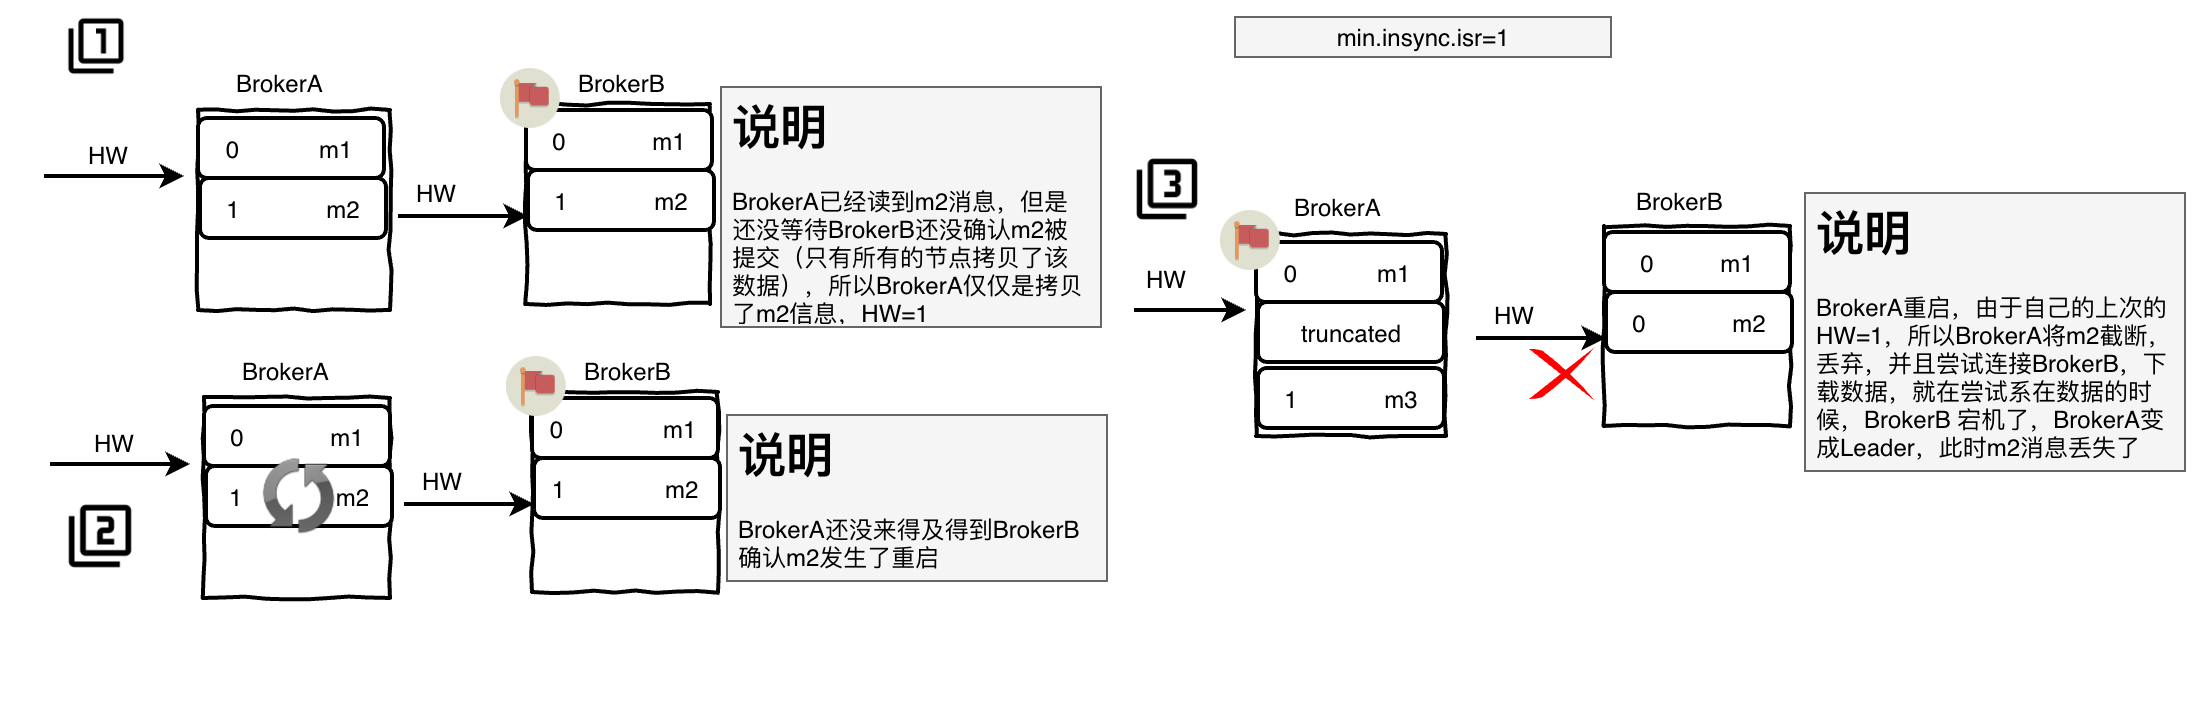 1
BrokerA
BrokerB
HW
0 m1
1 m2
HW
0 m1
1 m2
说明
BrokerA已经读到m2消息，但是
还没等待BrokerB还没确认m2被
提交（只有所有的节点拷贝了该
数据），所以BrokerA仅仅是拷贝
了m2信息，HW=1
2
BrokerA
BrokerB
HW
0 m1
1 m2
HW
0 m1
1 m2
说明
BrokerA还没来得及得到BrokerB
确认m2发生了重启
min.insync.isr=1
3
BrokerA
BrokerB
HW
0 m1
truncated
1 m3
HW
0 m1
0 m2
说明
BrokerA重启，由于自己的上次的
HW=1，所以BrokerA将m2截断，
丢弃，并且尝试连接BrokerB，下
载数据，就在尝试系在数据的时
候，BrokerB 宕机了，BrokerA变
成Leader，此时m2消息丢失了